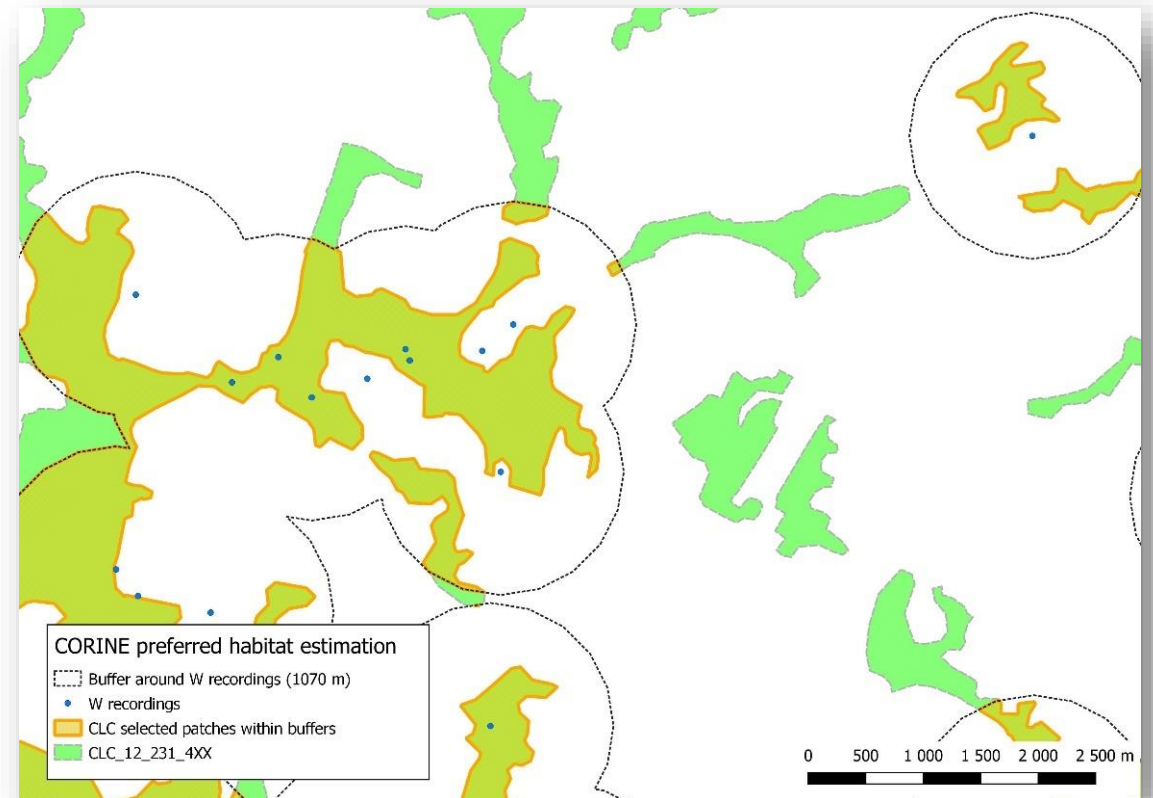 CORINE preferred habitat estimation
Buffer around W recordings (1070 m)
W recordings
CLC selected patches within buffers
CLC_12_231_4XX
0 500 1 000 1 500 2 000 2 500 m